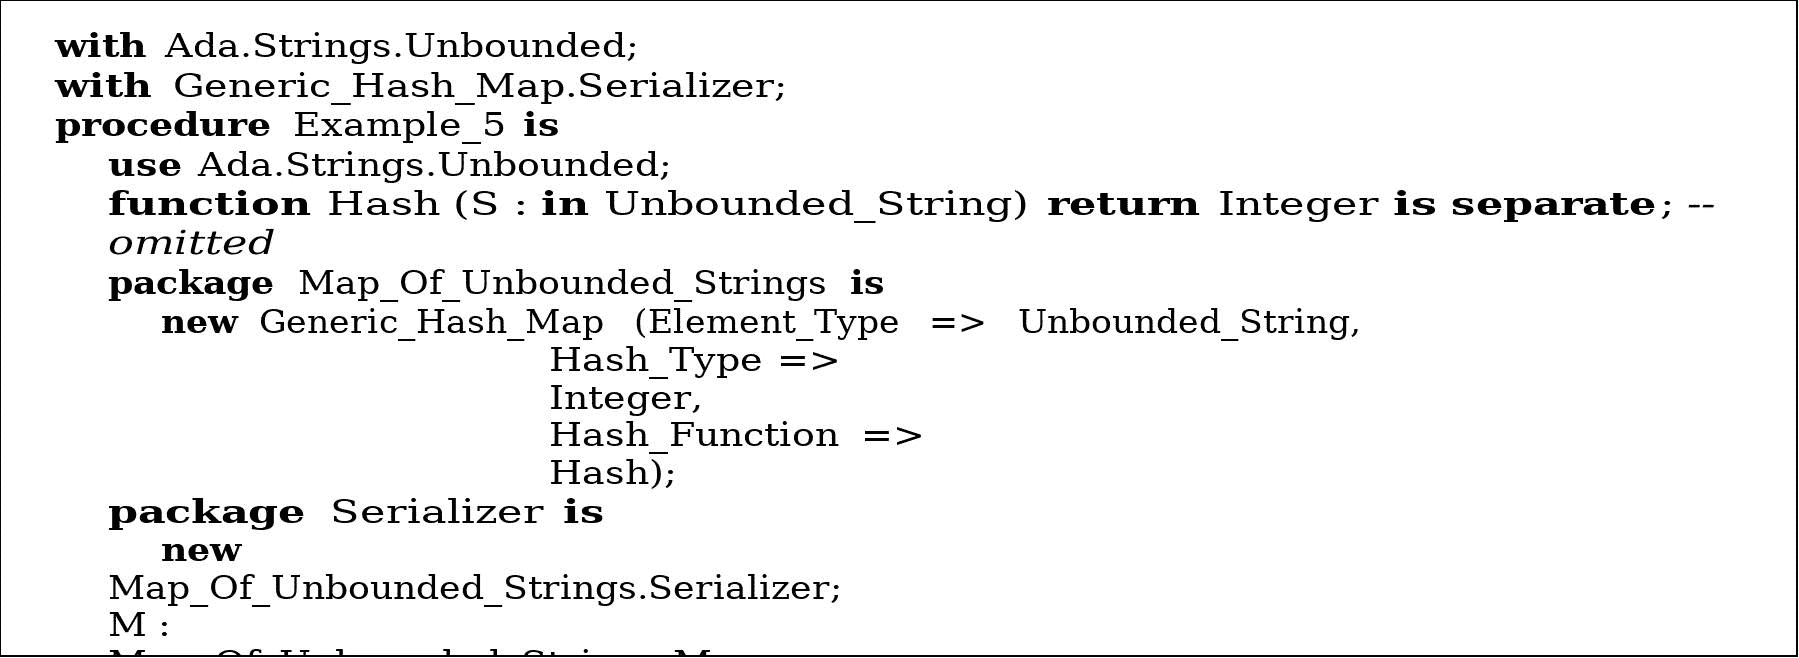 with Ada.Strings.Unbounded;
with Generic_Hash_Map.Serializer;
procedure Example_5 is
use Ada.Strings.Unbounded;
function Hash (S : in Unbounded_String) return Integer is separate; --
omitted
package Map_Of_Unbounded_Strings is
new Generic_Hash_Map (Element_Type => Unbounded_String,
Hash_Type =>
Integer,
Hash_Function =>
Hash);
package Serializer is
new
Map_Of_Unbounded_Strings.Serializer;
M :